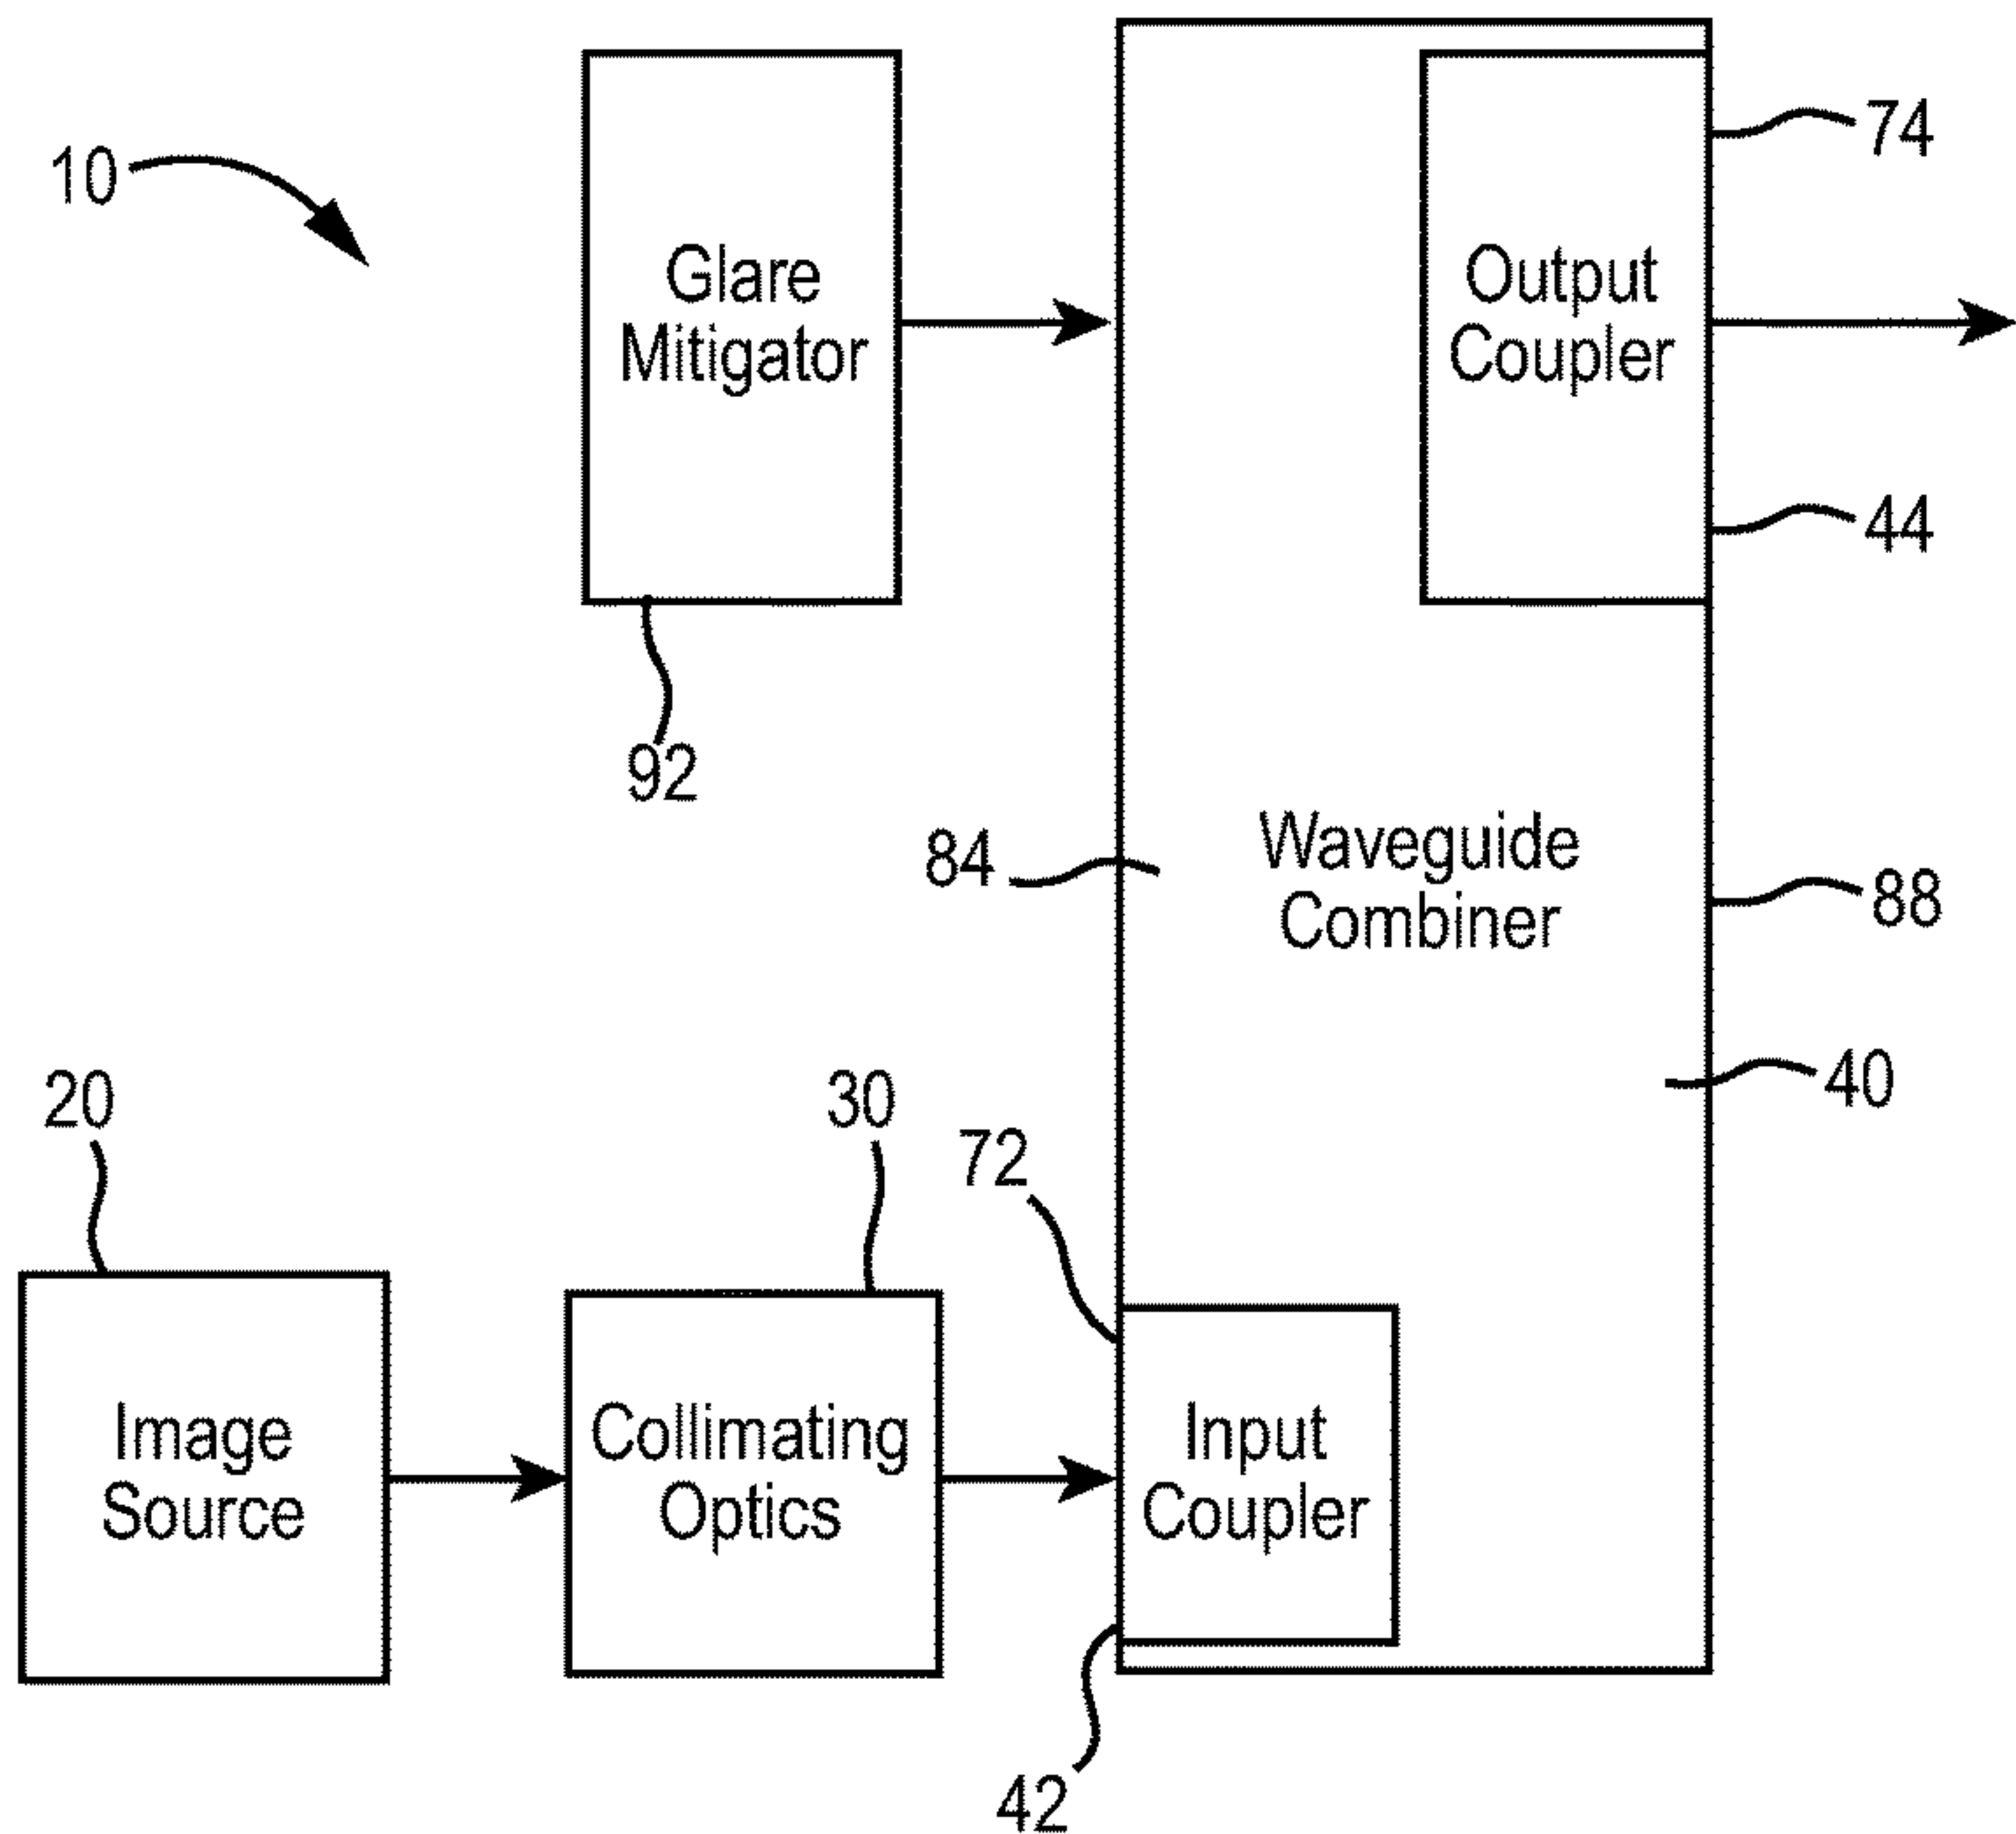 10
Glare
Mitigator
92
Output
Coupler
74
44
84
Waveguide
Combiner
88
40
20
Image
Source
30
Collimating
Optics
72
Input
Coupler
42